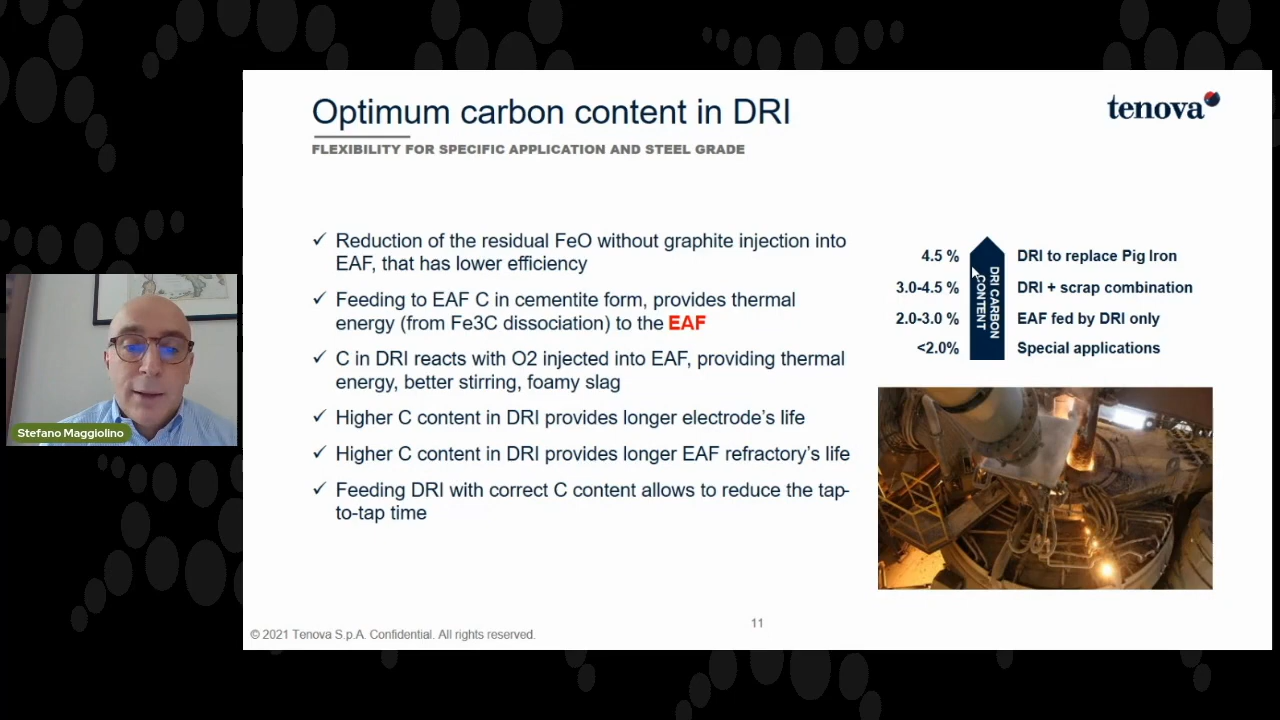 Optimum carbon content in DRI
tenova
FLEXIBILITY FOR SPECIFIC APPLICATION AND STEEL GRADE
✓ Reduction of the residual FeO without graphite injection into
EAF, that has lower efficiency
✓ Feeding to EAF C in cementite form, provides thermal
energy (from Fe3C dissociation) to the EAF
✓ C in DRI reacts with O2 injected into EAF, providing thermal
energy, better stirring, foamy slag
✓ Higher C content in DRI provides longer electrode's life
✓ Higher C content in DRI provides longer EAF refractory's life
✓ Feeding DRI with correct C content allows to reduce the tap-
to-tap time
4.5 % DRI to replace Pig Iron
3.0-4.5 % DRI + scrap combination
2.0-3.0 % EAF fed by DRI only
<2.0% Special applications
DRI CARBON
CONTENT
Stefano Maggiolino
11
© 2021 Tenova S.p.A. Confidential. All rights reserved.